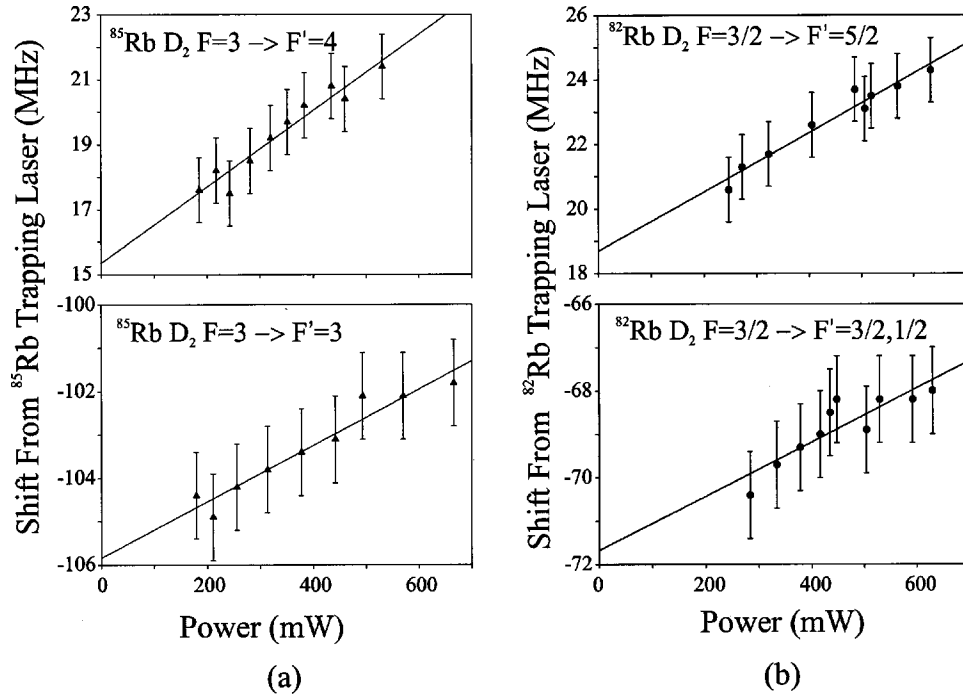 Shift From ⁸⁵Rb Trapping Laser (MHz)
⁸⁵Rb D₂ F=3 –> F'=4
23
21
19
17
15
⁸⁵Rb D₂ F=3 –> F'=3
-100
-102
-104
-106
0 200 400 600
Power (mW)
(a)
Shift From ⁸²Rb Trapping Laser (MHz)
⁸²Rb D₂ F=3/2 –> F'=5/2
26
24
22
20
18
⁸²Rb D₂ F=3/2 –> F'=3/2,1/2
-66
-68
-70
-72
0 200 400 600
Power (mW)
(b)